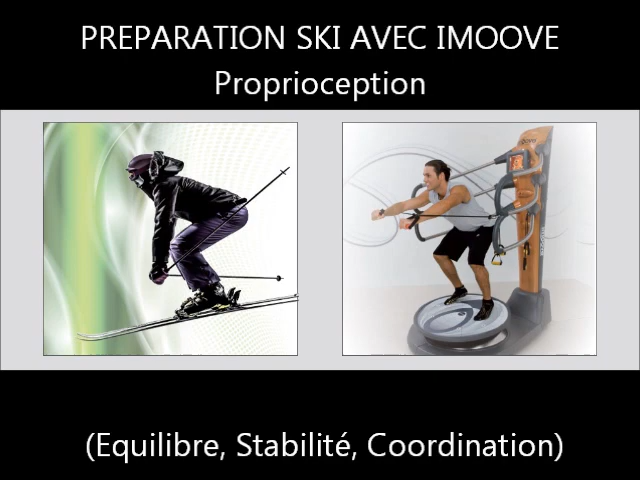 PREPARATION SKI AVEC IMOOVE
Proprioception
(Equilibre, Stabilité, Coordination)